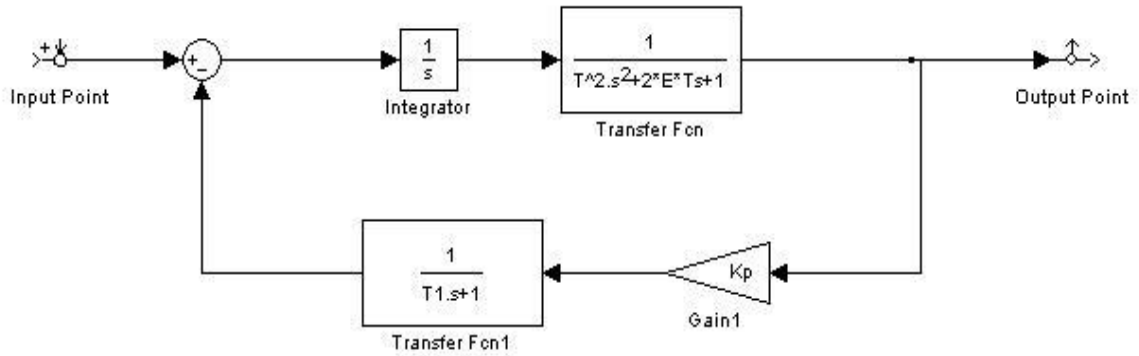 Input Point
+
−
1
s
Integrator
1
T^2.s2+2*E*Ts+1
Transfer Fcn
Output Point
1
T1.s+1
Transfer Fcn1
Kp
Gain1